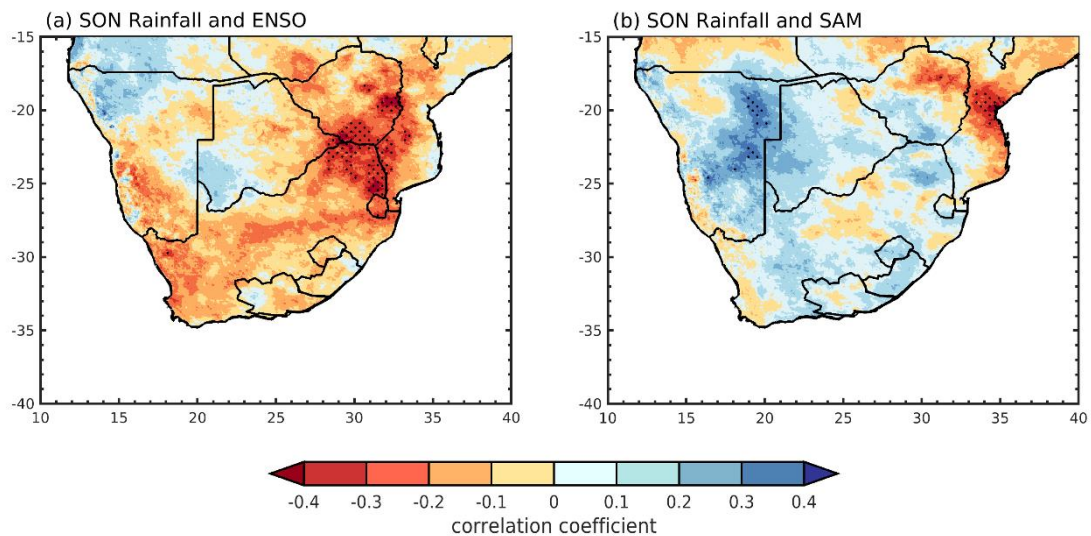 (a) SON Rainfall and ENSO
(b) SON Rainfall and SAM
-15
-20
-25
-30
-35
-40
10 15 20 25 30 35 40
-15
-20
-25
-30
-35
-40
10 15 20 25 30 35 40
-0.4 -0.3 -0.2 -0.1 0 0.1 0.2 0.3 0.4
correlation coefficient